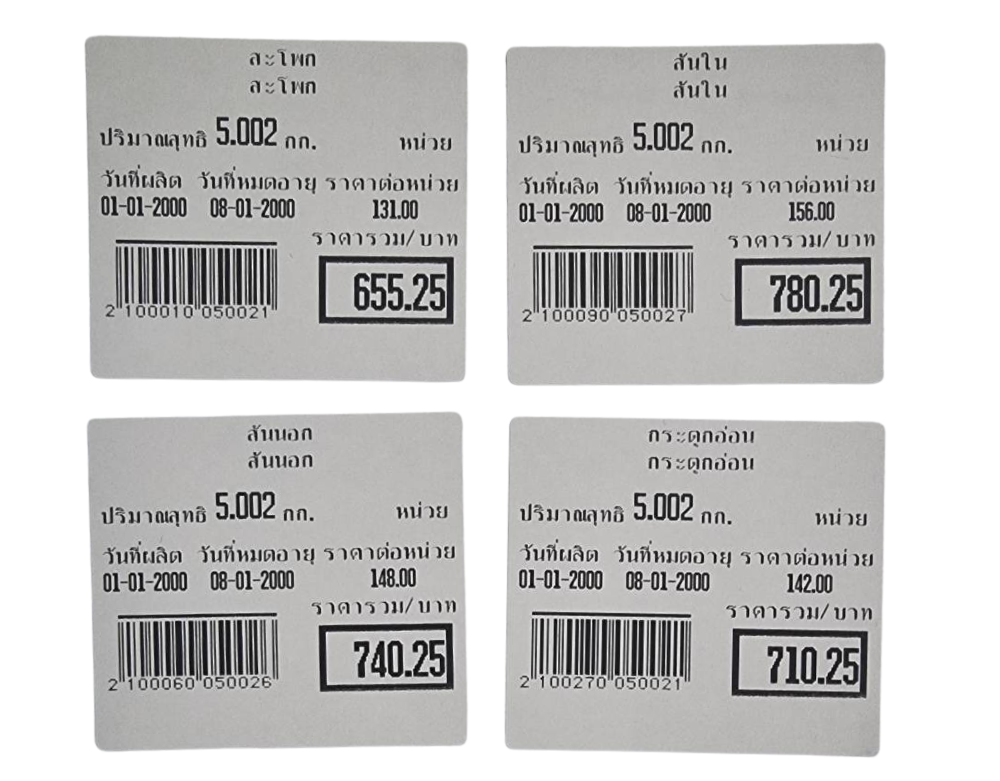 สะโพก
สะโพก
ปริมาณสุทธิ 5.002 กก. หน่วย
วันที่ผลิต วันที่หมดอายุ ราคาต่อหน่วย
01-01-2000 08-01-2000 131.00
ราคารวม/บาท
655.25
2 100010 050021
สันใน
สันใน
ปริมาณสุทธิ 5.002 กก. หน่วย
วันที่ผลิต วันที่หมดอายุ ราคาต่อหน่วย
01-01-2000 08-01-2000 156.00
ราคารวม/บาท
780.25
2 100090 050027
สันนอก
สันนอก
ปริมาณสุทธิ 5.002 กก. หน่วย
วันที่ผลิต วันที่หมดอายุ ราคาต่อหน่วย
01-01-2000 08-01-2000 148.00
ราคารวม/บาท
740.25
2 100060 050026
กระดูกอ่อน
กระดูกอ่อน
ปริมาณสุทธิ 5.002 กก. หน่วย
วันที่ผลิต วันที่หมดอายุ ราคาต่อหน่วย
01-01-2000 08-01-2000 142.00
ราคารวม/บาท
710.25
2 100270 050021